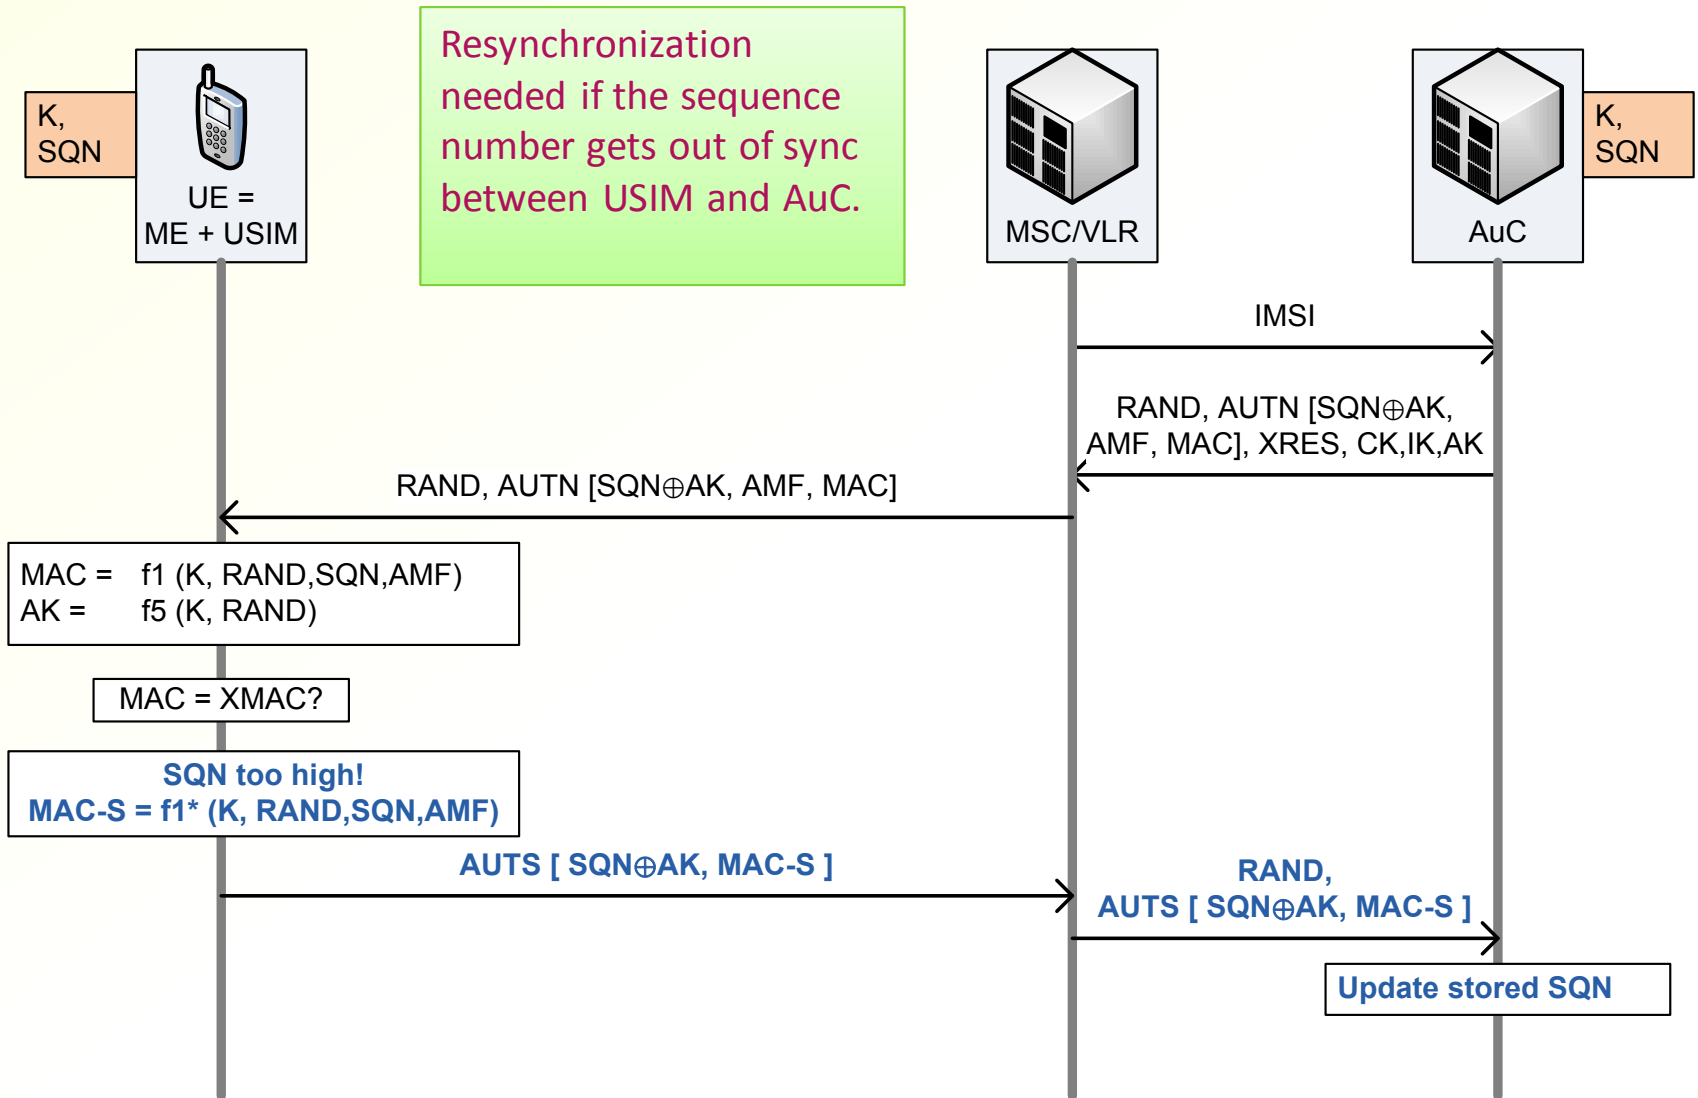 Resynchronization
needed if the sequence
number gets out of sync
between USIM and AuC.
K,
SQN
UE =
ME + USIM
MSC/VLR
AuC
K,
SQN
IMSI
RAND, AUTN [SQN⊕AK,
AMF, MAC], XRES, CK,IK,AK
RAND, AUTN [SQN⊕AK, AMF, MAC]
MAC = f1 (K, RAND,SQN,AMF)
AK = f5 (K, RAND)
MAC = XMAC?
SQN too high!
MAC-S = f1* (K, RAND,SQN,AMF)
AUTS [ SQN⊕AK, MAC-S ]
RAND,
AUTS [ SQN⊕AK, MAC-S ]
Update stored SQN